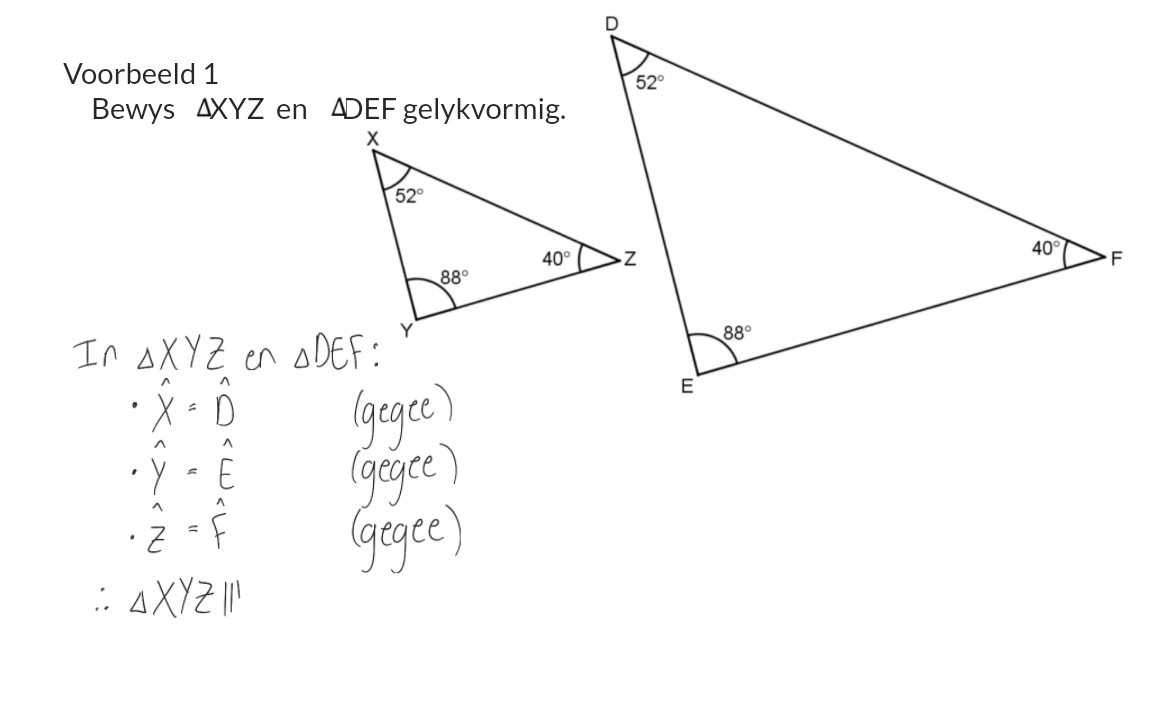 Voorbeeld 1
Bewys ΔXYZ en ΔDEF gelykvormig.
D
52°
X
52°
40°
Z
40°
F
88°
Y
88°
E
In ΔXYZ en ΔDEF:
· X̂ = D̂ (gegee)
· Ŷ = Ê (gegee)
· Ẑ = F̂ (gegee)
∴ ΔXYZ |||